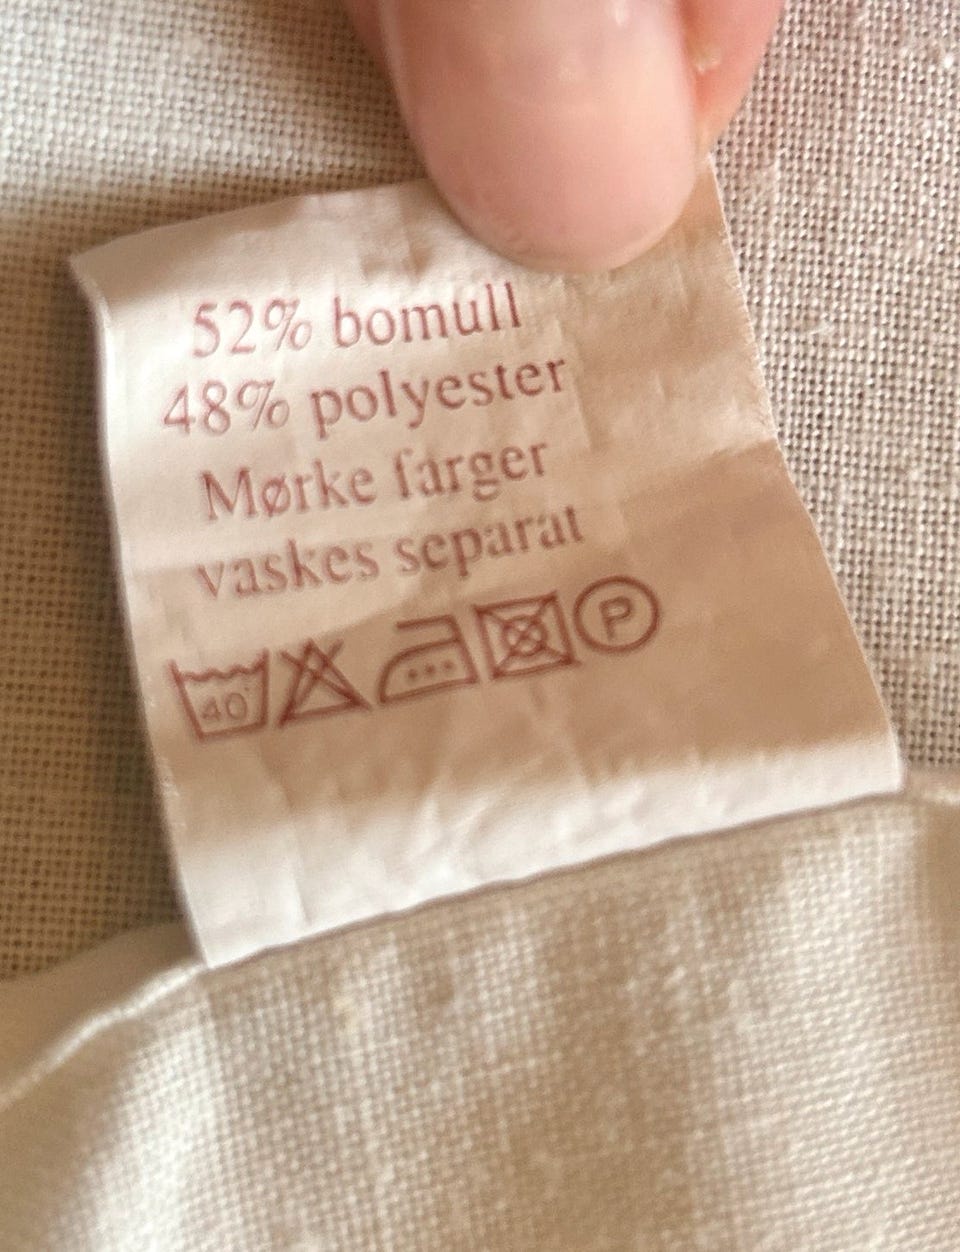 52% bomull
48% polyester
Mørke farger
vaskes separat
40°
P